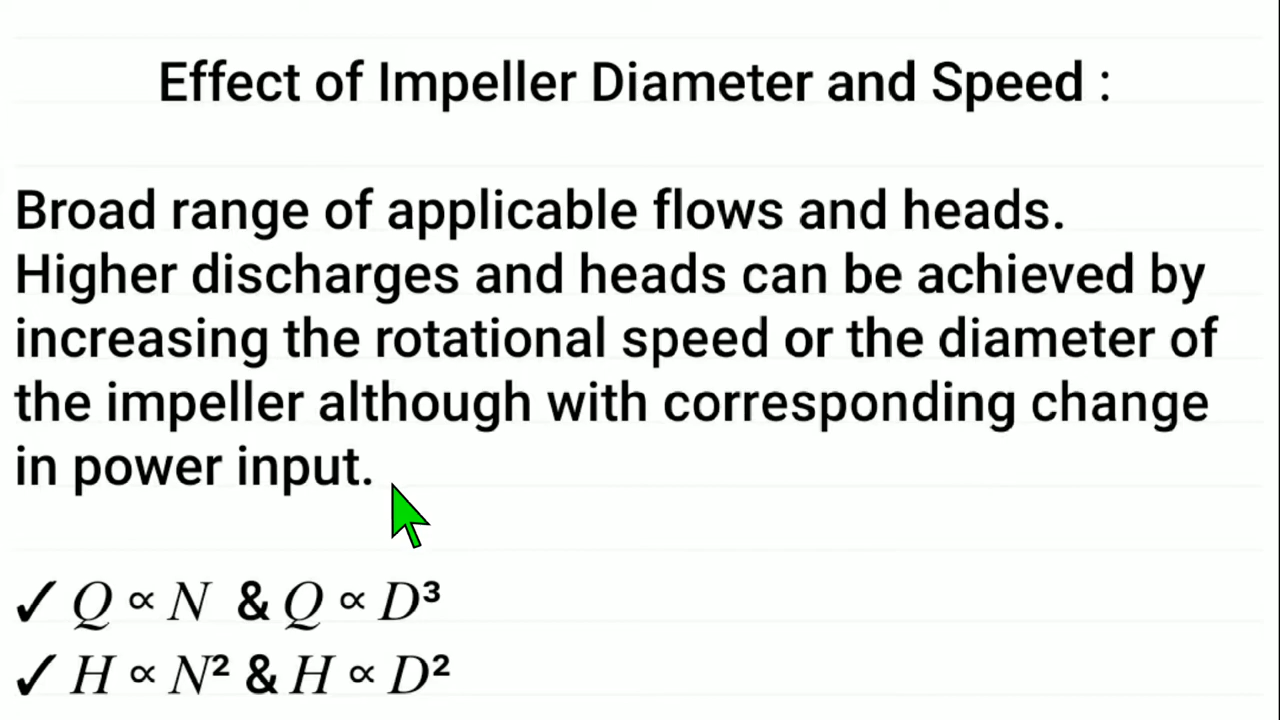 Effect of Impeller Diameter and Speed :
Broad range of applicable flows and heads.
Higher discharges and heads can be achieved by
increasing the rotational speed or the diameter of
the impeller although with corresponding change
in power input.
✓ Q ∝ N & Q ∝ D³
✓ H ∝ N² & H ∝ D²